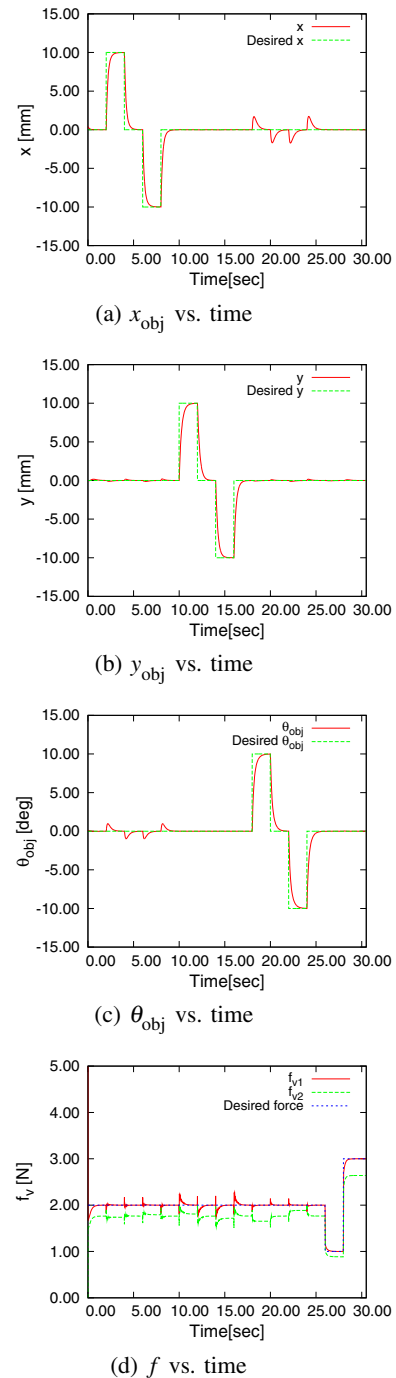 15.00
10.00
5.00
0.00
-5.00
-10.00
-15.00
x [mm]
x
Desired x
0.00 5.00 10.00 15.00 20.00 25.00 30.00
Time[sec]
(a) x_obj vs. time
15.00
10.00
5.00
0.00
-5.00
-10.00
-15.00
y [mm]
y
Desired y
0.00 5.00 10.00 15.00 20.00 25.00 30.00
Time[sec]
(b) y_obj vs. time
15.00
10.00
5.00
0.00
-5.00
-10.00
-15.00
θ_obj [deg]
θ_obj
Desired θ_obj
0.00 5.00 10.00 15.00 20.00 25.00 30.00
Time[sec]
(c) θ_obj vs. time
5.00
4.00
3.00
2.00
1.00
0.00
f_v [N]
f_v1
f_v2
Desired force
0.00 5.00 10.00 15.00 20.00 25.00 30.00
Time[sec]
(d) f vs. time